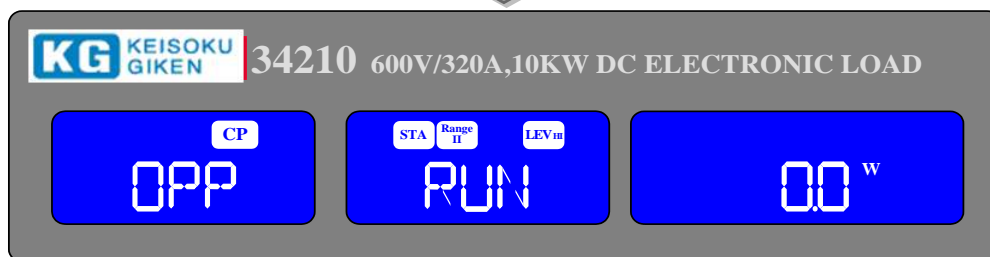 KG KEISOKU GIKEN 34210 600V/320A,10KW DC ELECTRONIC LOAD
CP STA Range II LEV HI
OPP RUN 0.0 W